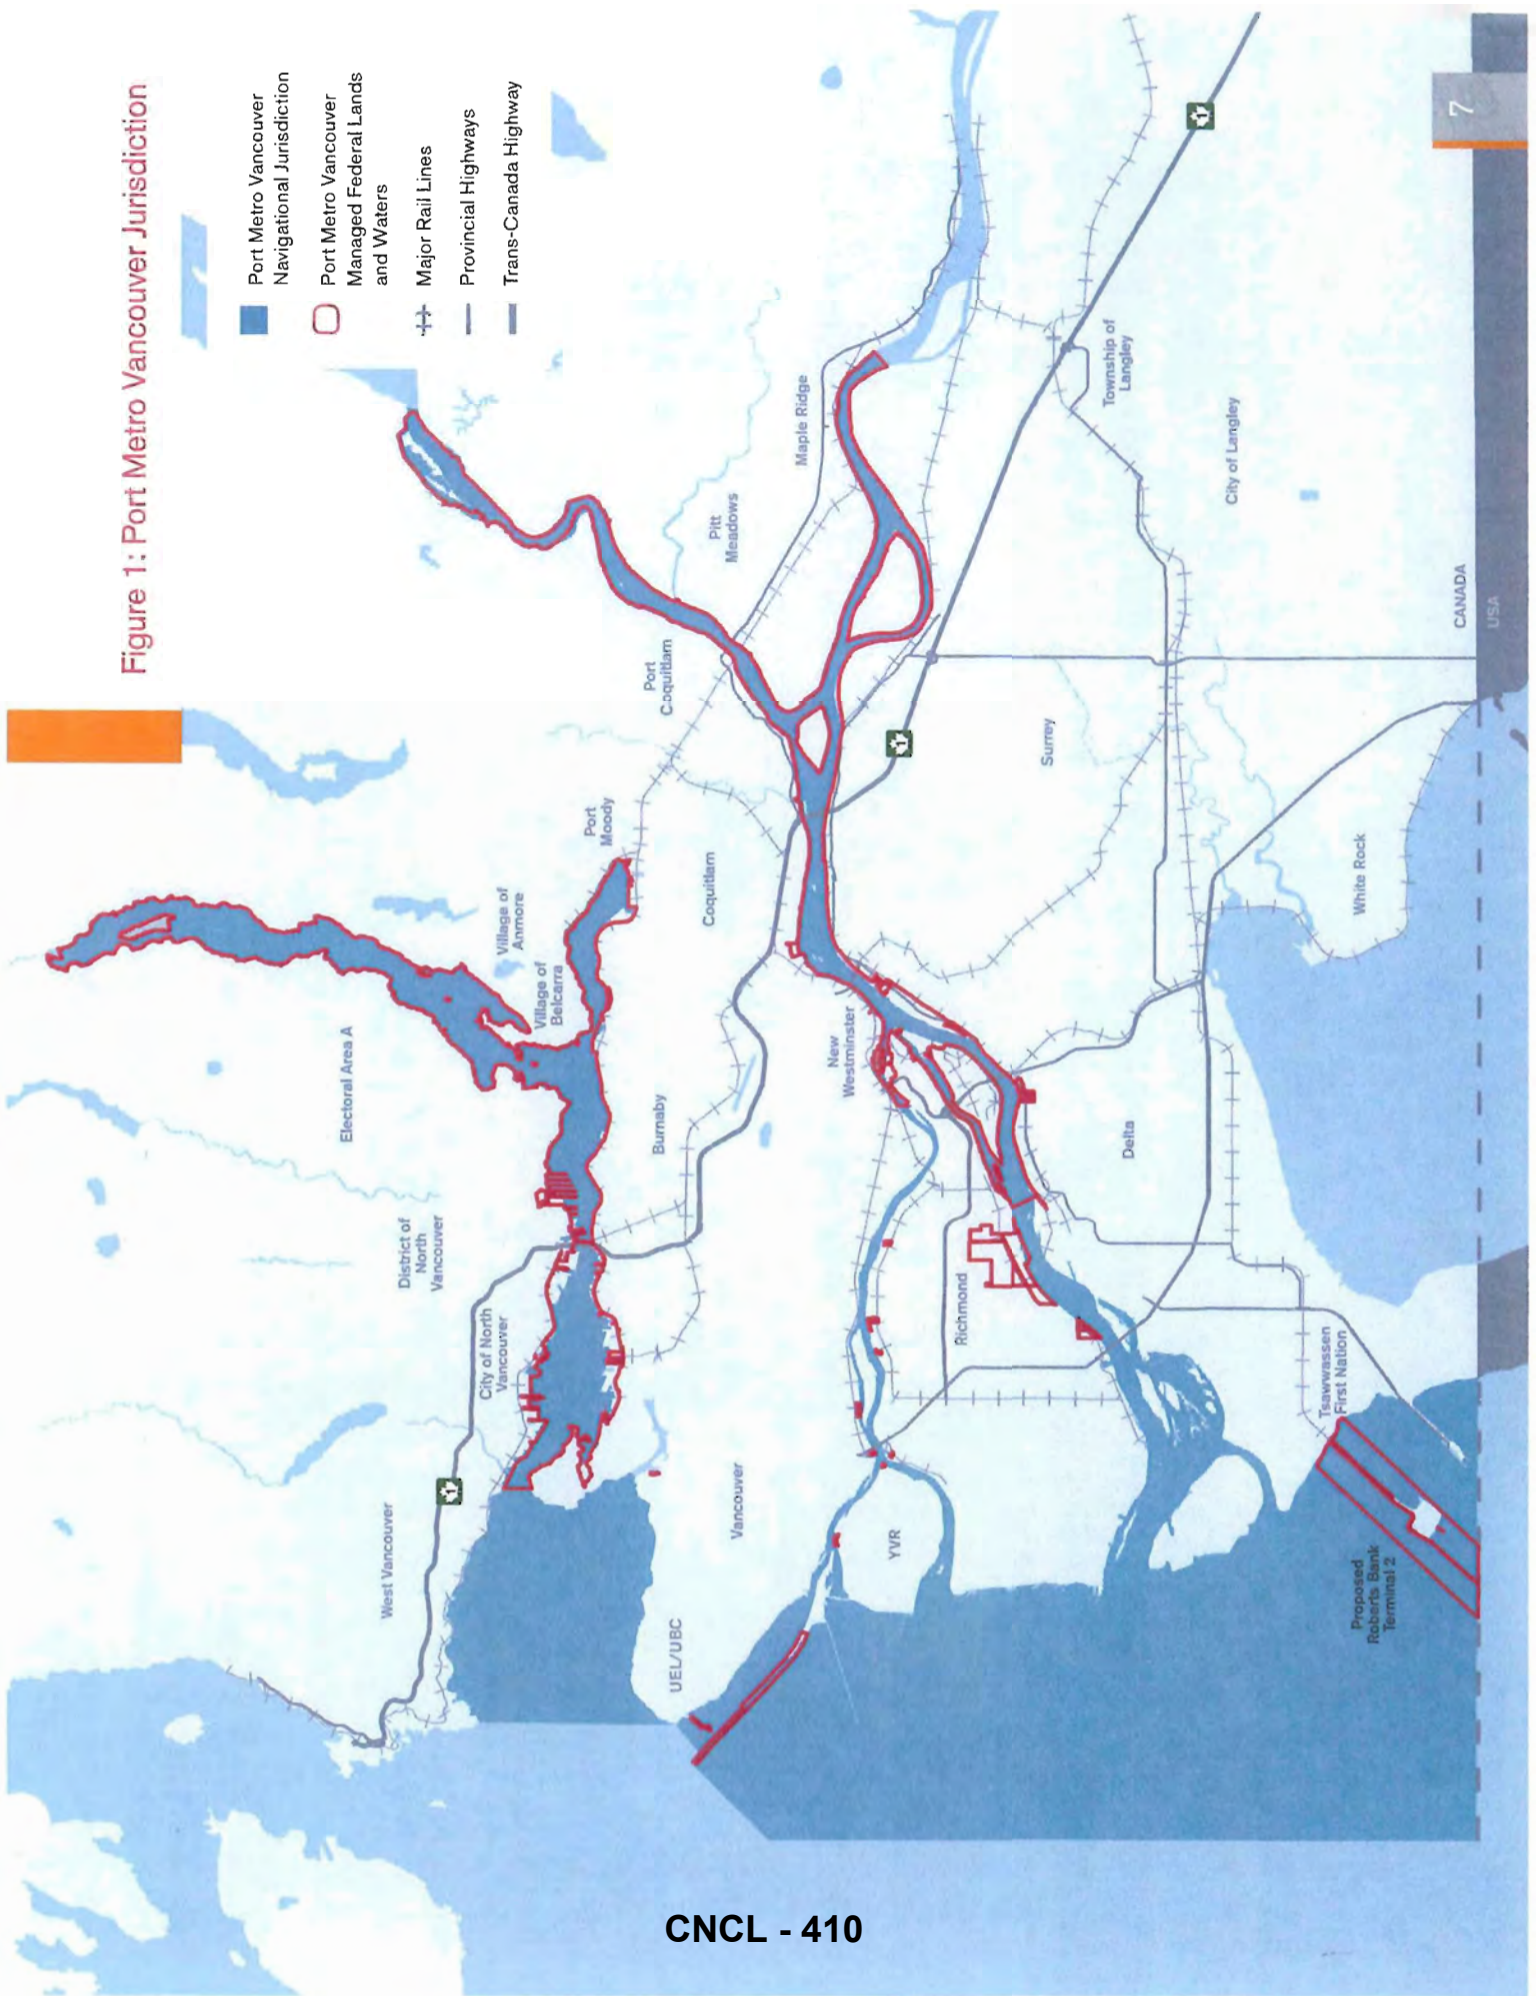 Figure 1: Port Metro Vancouver Jurisdiction
Port Metro Vancouver
Navigational Jurisdiction
Port Metro Vancouver
Managed Federal Lands
and Waters
Major Rail Lines
Provincial Highways
Trans-Canada Highway
Electoral Area A
Village of
Anmore
Village of
Belcarra
Port
Moody
Port
Coquitlam
Pitt
Meadows
Maple Ridge
West Vancouver
1
District of
North
Vancouver
City of North
Vancouver
Burnaby
Coquitlam
UEL/UBC
Vancouver
New
Westminster
1
Surrey
Township of
Langley
City of Langley
1
YVR
Richmond
Delta
White Rock
Tsawwassen
First Nation
Proposed
Roberts Bank
Terminal 2
CANADA
USA
7
CNCL - 410